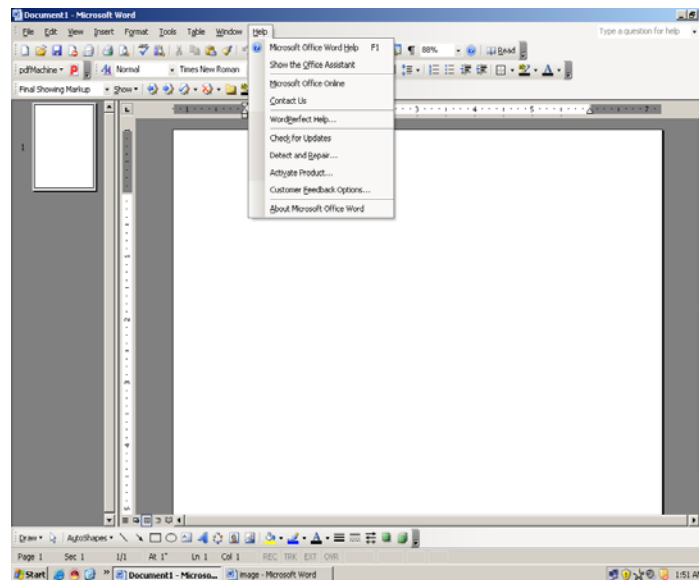 Document1 - Microsoft Word
File Edit View Insert Format Tools Table Window Help
Type a question for help
Microsoft Office Word Help F1
88%
Read
Show the Office Assistant
pdfMachine
Normal
Times New Roman
Microsoft Office Online
Final Showing Markup
Show
Contact Us
WordPerfect Help...
Check for Updates
Detect and Repair...
Activate Product...
Customer Feedback Options...
About Microsoft Office Word
1
Draw AutoShapes
Page 1 Sec 1 1/1 At 1" Ln 1 Col 1 REC TRK EXT OVR
Start
Document1 - Microso...
image - Microsoft Word
1:51 AM